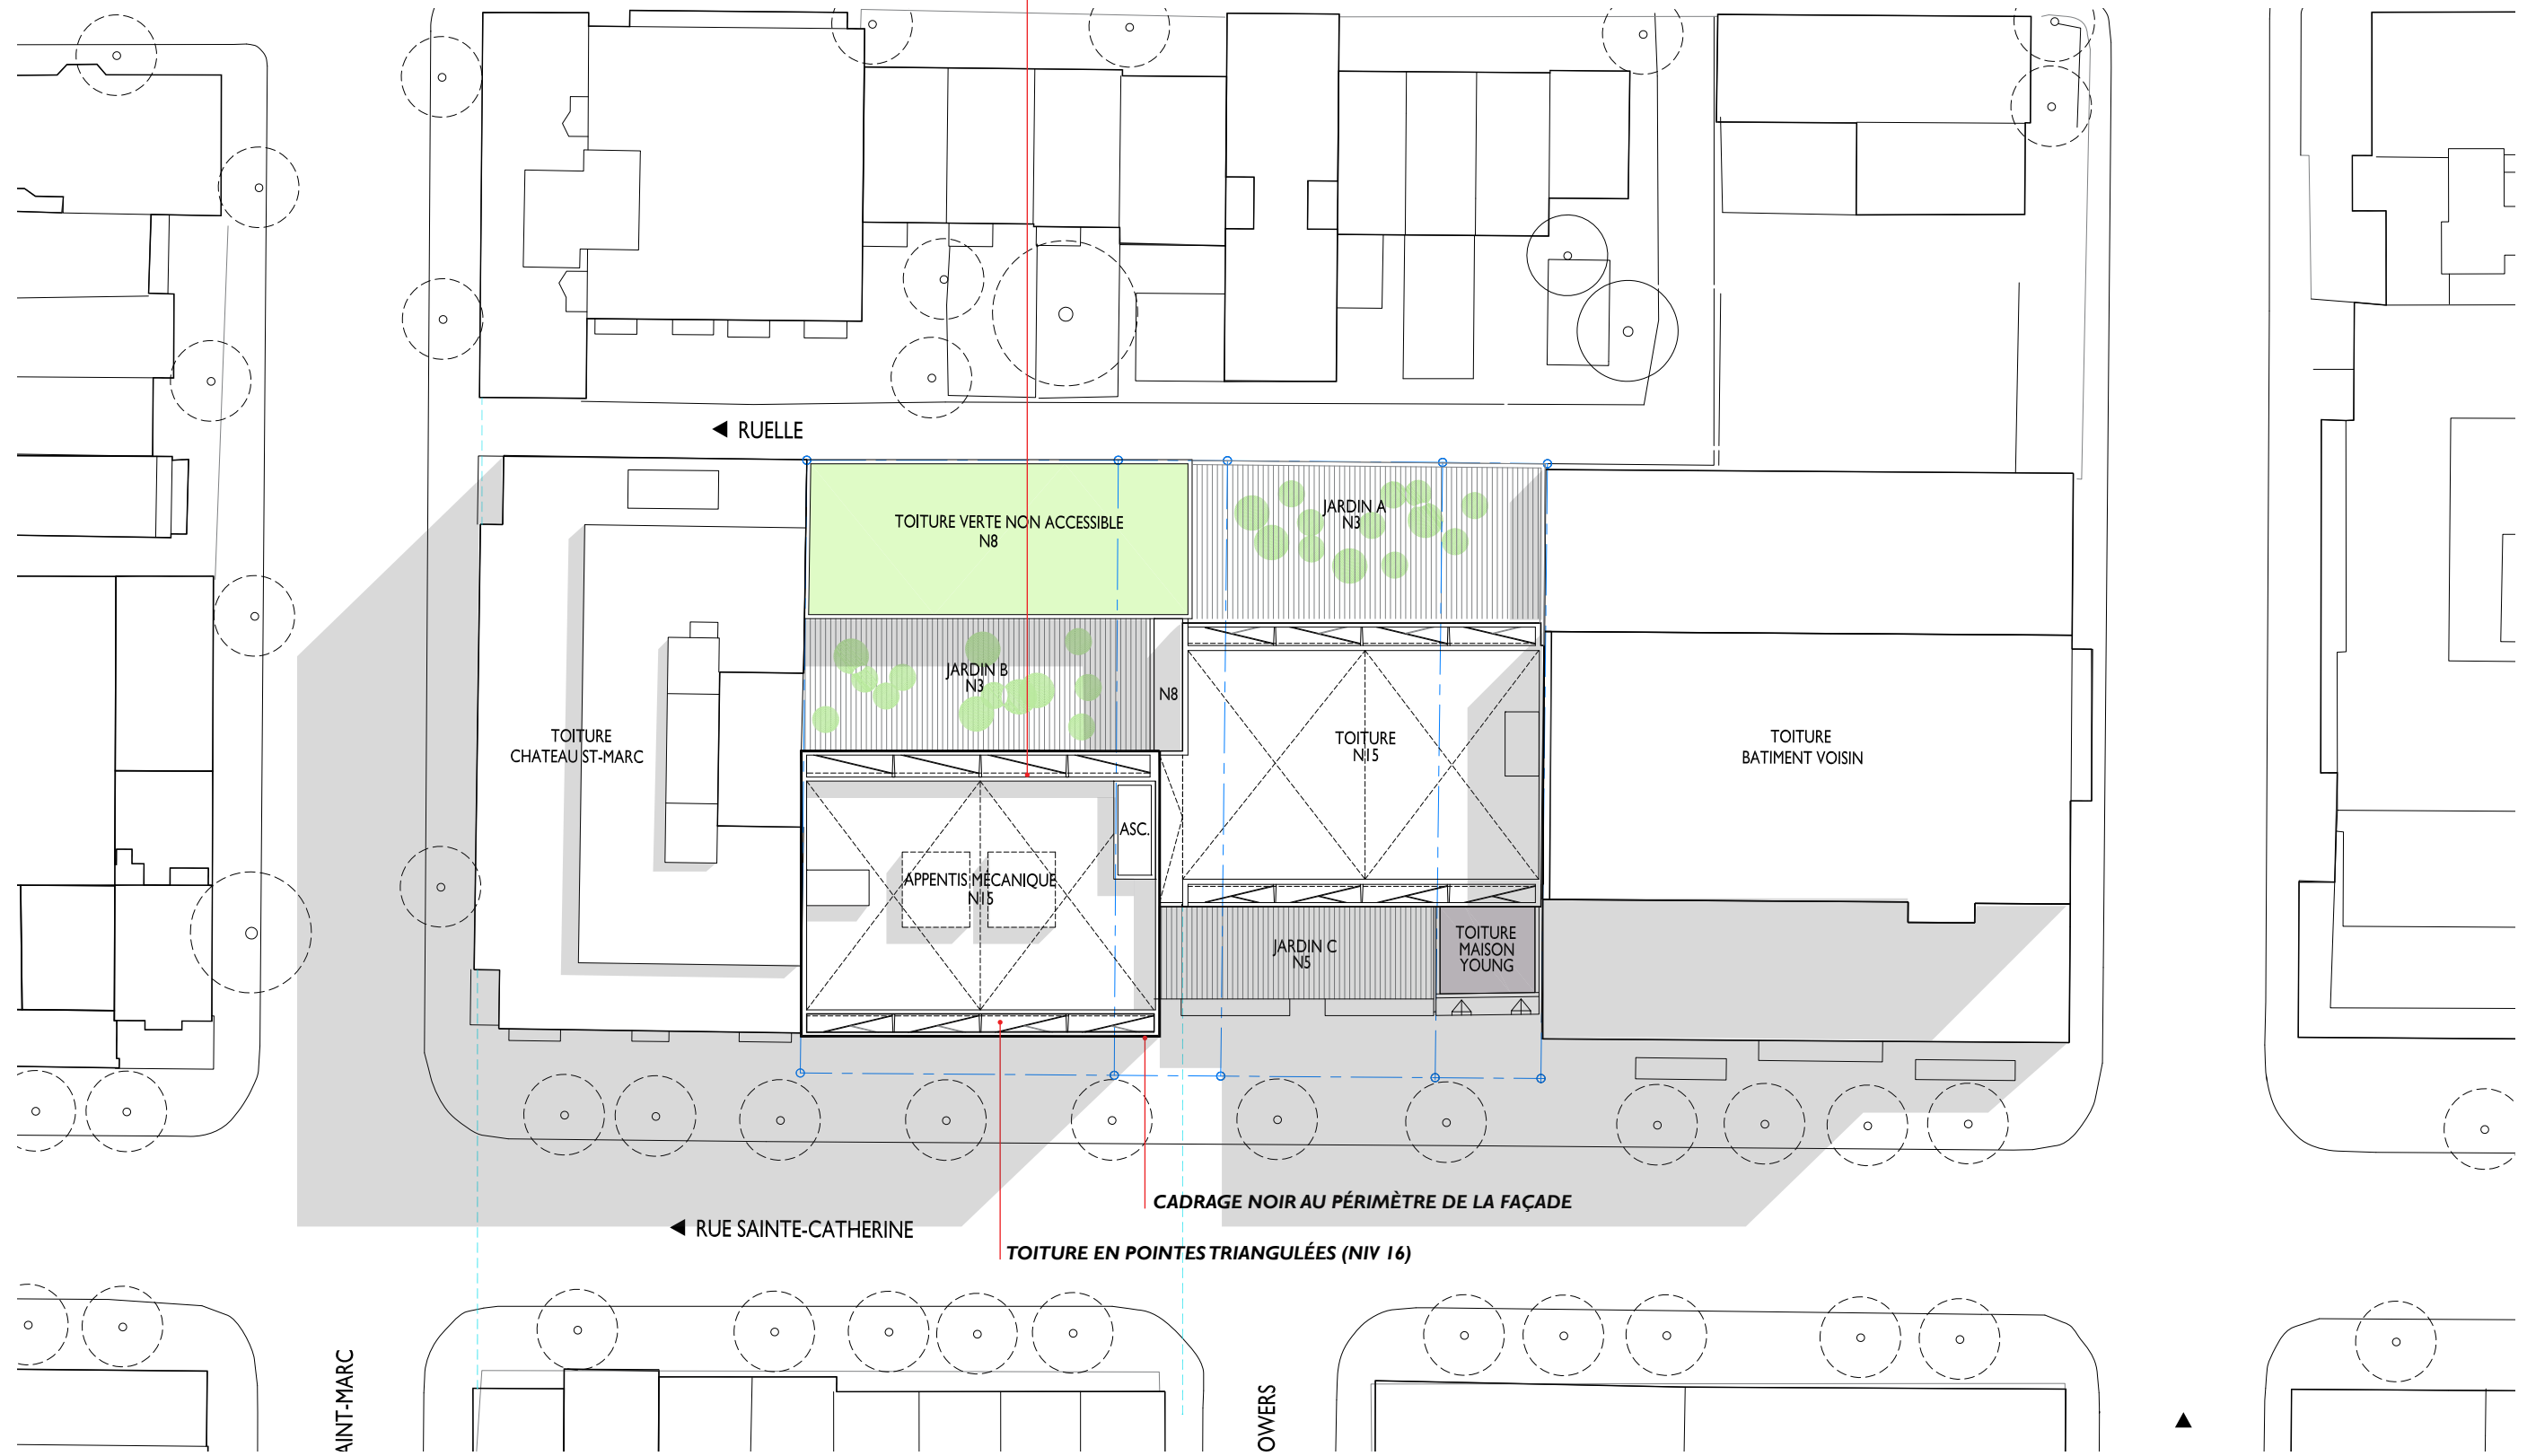 RUELLE
TOITURE VERTE NON ACCESSIBLE
N8
JARDIN A
N3
JARDIN B
N3
N8
TOITURE
CHATEAU ST-MARC
TOITURE
N15
TOITURE
BATIMENT VOISIN
ASC.
APPENTIS MÉCANIQUE
N15
JARDIN C
N5
TOITURE
MAISON
YOUNG
CADRAGE NOIR AU PÉRIMÈTRE DE LA FAÇADE
RUE SAINTE-CATHERINE
TOITURE EN POINTES TRIANGULÉES (NIV 16)
AINT-MARC
OWERS